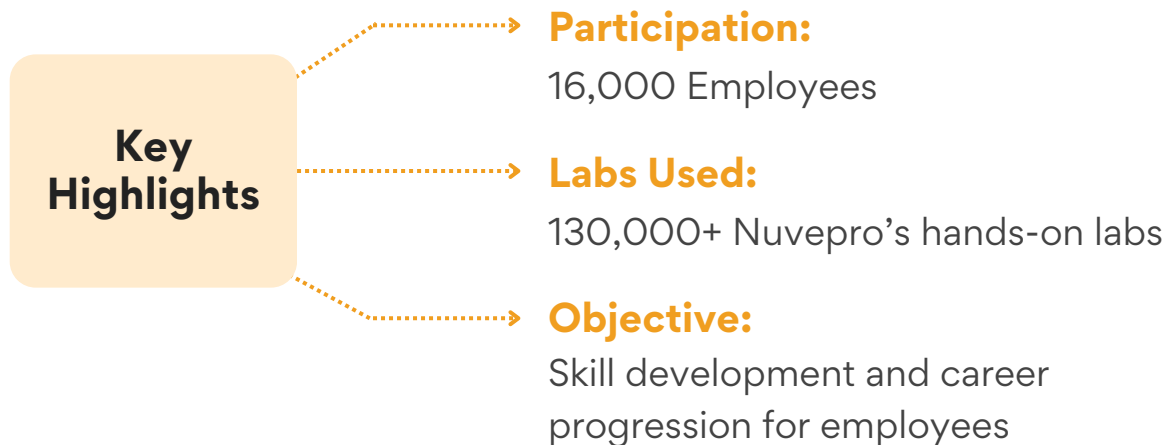 Key
Highlights
Participation:
16,000 Employees
Labs Used:
130,000+ Nuvepro’s hands-on labs
Objective:
Skill development and career
progression for employees